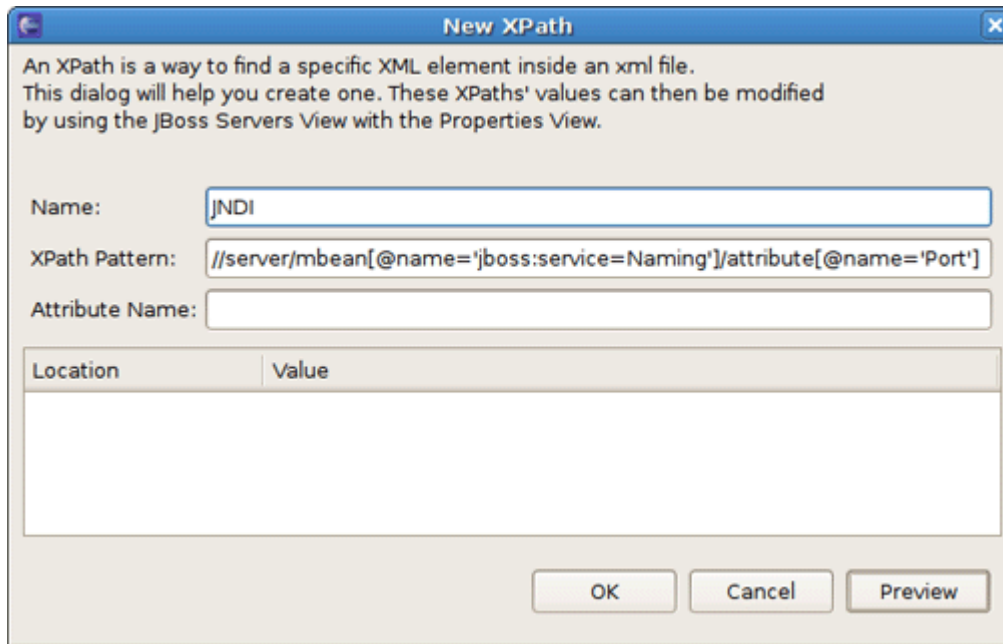 New XPath
An XPath is a way to find a specific XML element inside an xml file.
This dialog will help you create one. These XPaths' values can then be modified
by using the JBoss Servers View with the Properties View.
Name: JNDI
XPath Pattern: //server/mbean[@name='jboss:service=Naming']/attribute[@name='Port']
Attribute Name:
Location Value
OK Cancel Preview